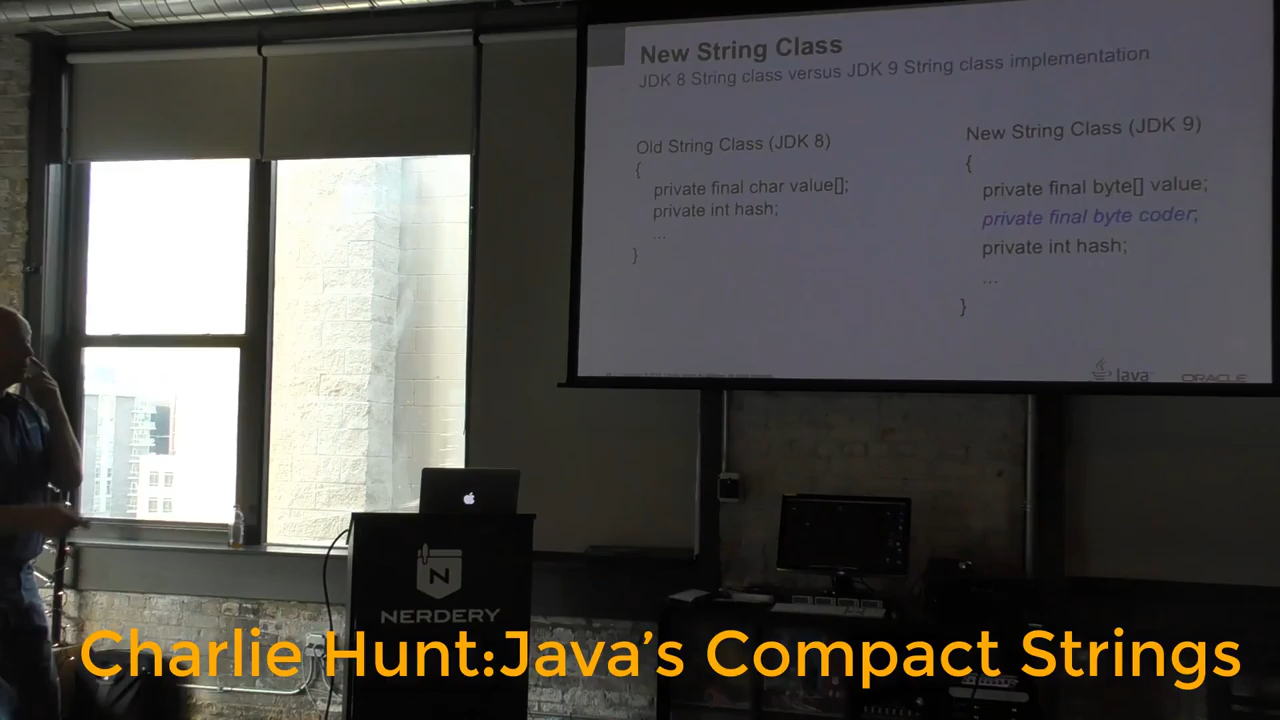 New String Class
JDK 8 String class versus JDK 9 String class implementation
Old String Class (JDK 8)
{
private final char value[];
private int hash;
...
}
New String Class (JDK 9)
{
private final byte[] value;
private final byte coder;
private int hash;
...
}
Java
ORACLE
N
NERDERY
Charlie Hunt:Java's Compact Strings